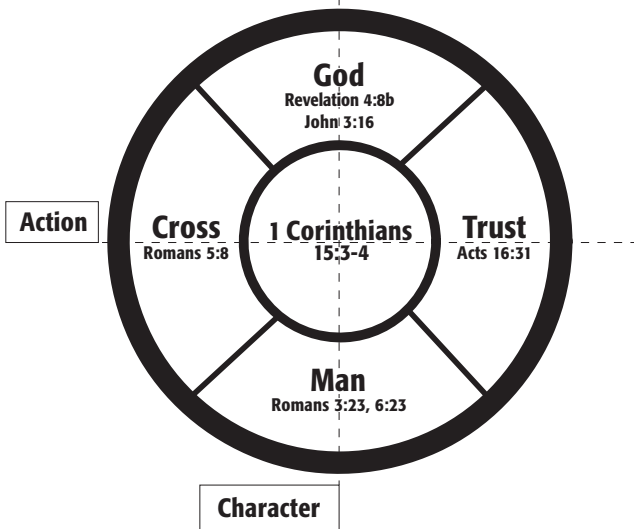 God
Revelation 4:8b
John 3:16
Action
Cross
Romans 5:8
1 Corinthians
15:3-4
Trust
Acts 16:31
Man
Romans 3:23, 6:23
Character